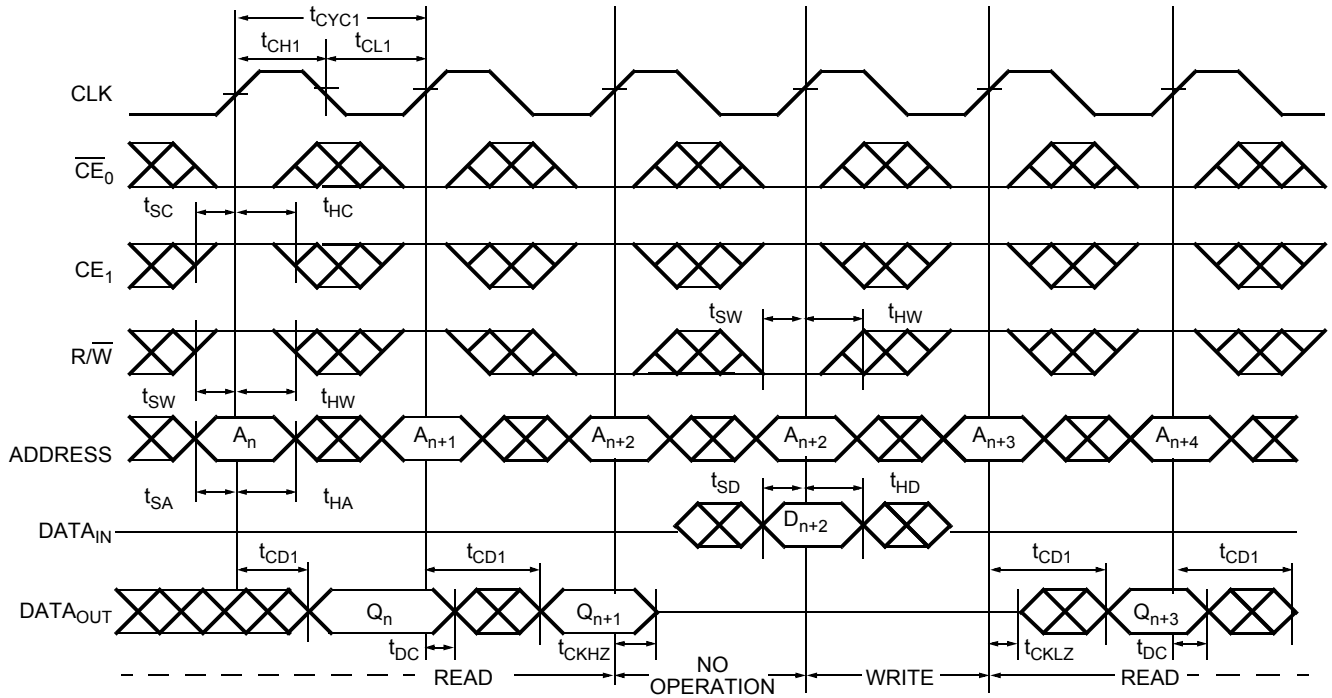 tCYC1
tCH1 tCL1
CLK
CE0
tSC tHC
CE1
tSW tHW
R/W
tSW tHW
ADDRESS An An+1 An+2 An+2 An+3 An+4
tSA tHA tSD tHD
DATAIN Dn+2
tCD1 tCD1 tCD1 tCD1
DATAOUT Qn Qn+1 Qn+3
tDC tCKHZ tCKLZ tDC
READ NO OPERATION WRITE READ